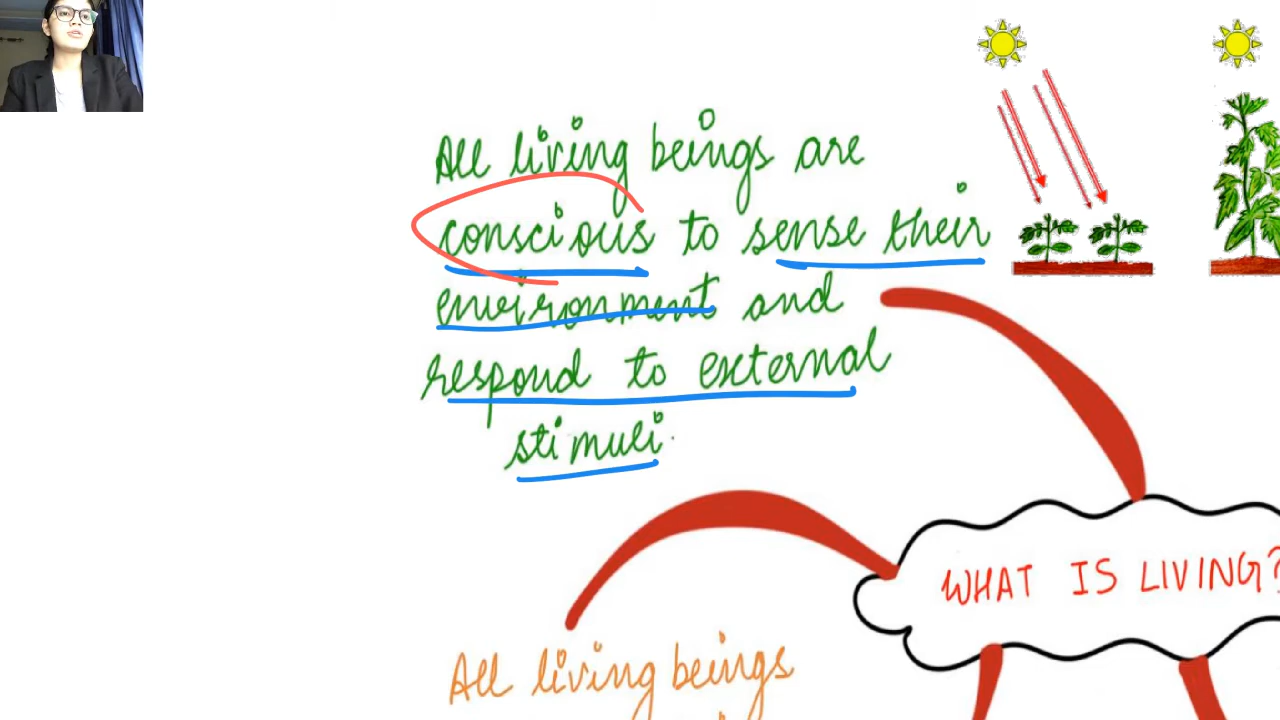 All living beings are
conscious to sense their
environment and
respond to external
stimuli
WHAT IS LIVING?
All living beings